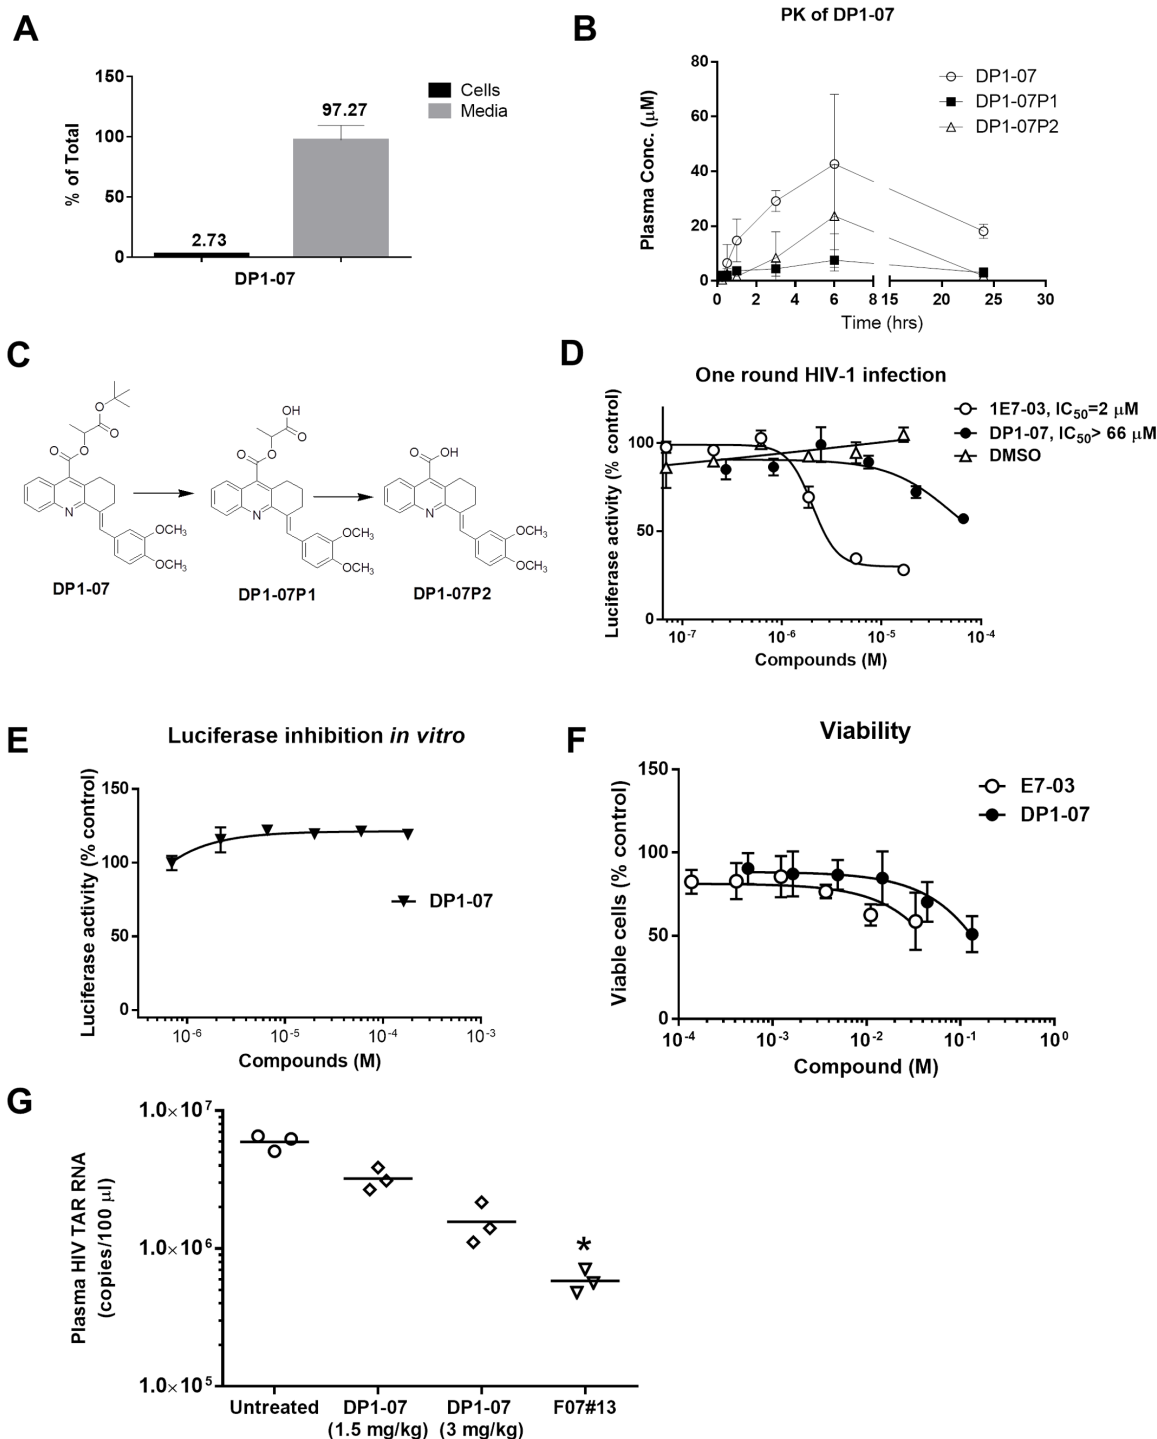 A
150
100
50
0
% of Total
97.27
2.73
DP1-07
Cells
Media
B
PK of DP1-07
80
60
40
20
0
Plasma Conc. (μM)
0 2 4 6 8 15 20 25 30
Time (hrs)
DP1-07
DP1-07P1
DP1-07P2
C
O
O
O
O
N
OCH3
OCH3
DP1-07
OH
O
O
O
N
OCH3
OCH3
DP1-07P1
O
OH
N
OCH3
OCH3
DP1-07P2
D
One round HIV-1 infection
100
50
0
Luciferase activity (% control)
10-7 10-6 10-5 10-4
Compounds (M)
1E7-03, IC50=2 μM
DP1-07, IC50> 66 μM
DMSO
E
Luciferase inhibition in vitro
150
100
50
0
Luciferase activity (% control)
10-6 10-5 10-4 10-3
Compounds (M)
DP1-07
F
Viability
150
100
50
0
Viable cells (% control)
10-4 10-3 10-2 10-1 100
Compound (M)
E7-03
DP1-07
G
1.0×107
1.0×106
1.0×105
Plasma HIV TAR RNA
(copies/100 μl)
*
Untreated DP1-07 DP1-07 F07#13
(1.5 mg/kg) (3 mg/kg)